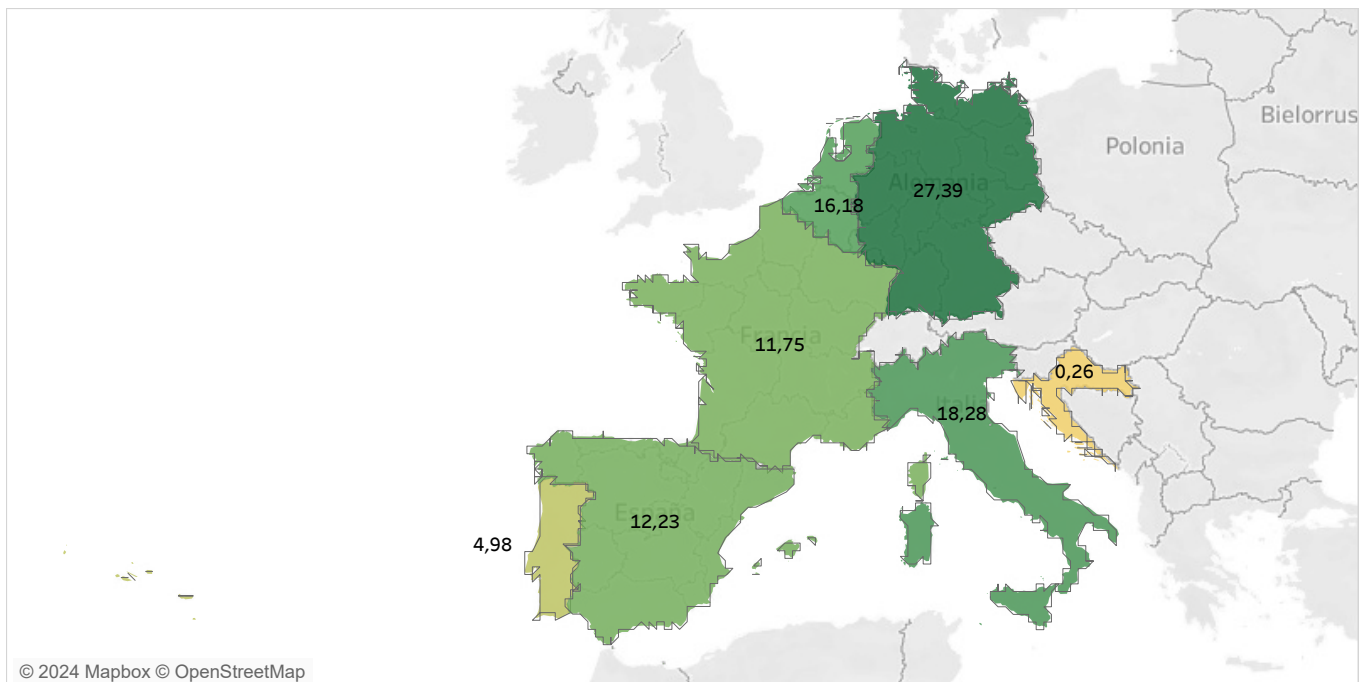 Bielorrus
Polonia
Alemania
27,39
16,18
Francia
11,75
0,26
Itali
18,28
España
12,23
4,98
© 2024 Mapbox © OpenStreetMap